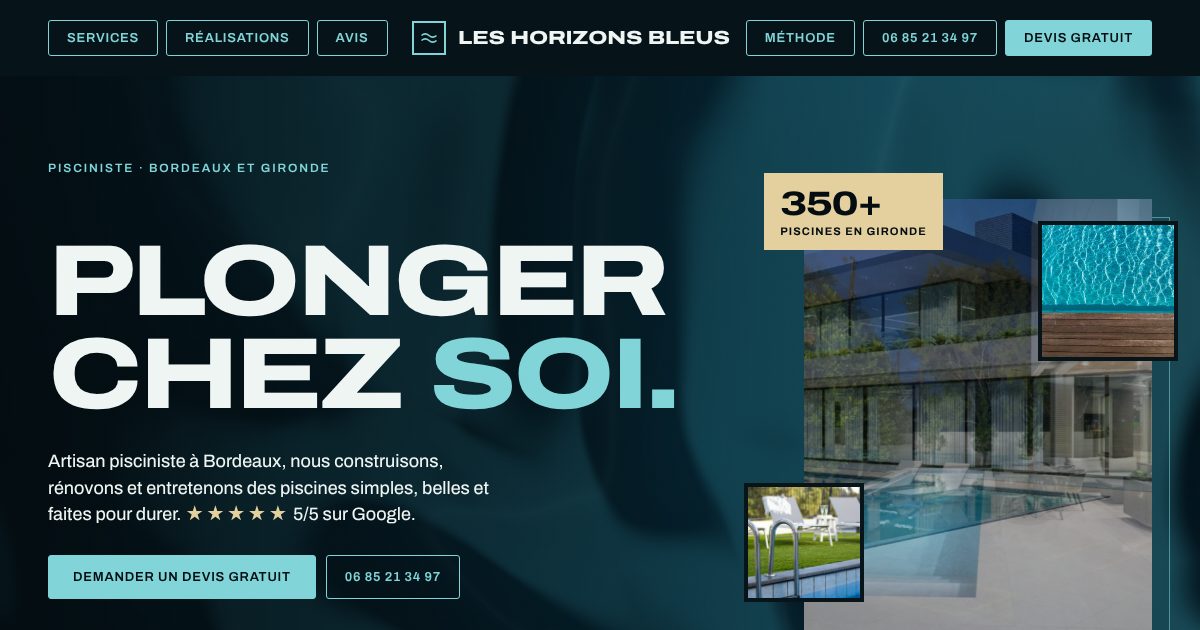 SERVICES
RÉALISATIONS
AVIS
LES HORIZONS BLEUS
MÉTHODE
06 85 21 34 97
DEVIS GRATUIT
PISCINISTE · BORDEAUX ET GIRONDE
350+
PISCINES EN GIRONDE
PLONGER
CHEZ SOI.
Artisan pisciniste à Bordeaux, nous construisons,
rénovons et entretenons des piscines simples, belles et
faites pour durer. ★★★★★ 5/5 sur Google.
DEMANDER UN DEVIS GRATUIT
06 85 21 34 97